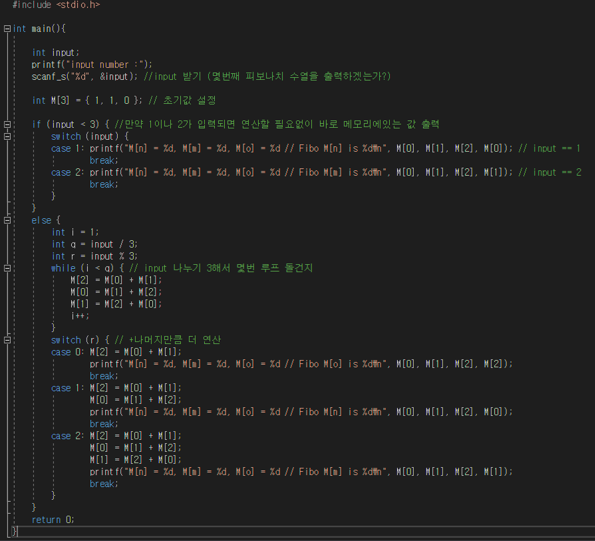 #include <stdio.h>
int main(){
int input;
printf("input number :");
scanf_s("%d", &input); //input 받기 (몇번째 피보나치 수열을 출력하겠는가?)
int M[3] = { 1, 1, 0 }; // 초기값 설정
if (input < 3) { //만약 1이나 2가 입력되면 연산할 필요없이 바로 메모리에있는 값 출력
switch (input) {
case 1: printf("M[n] = %d, M[m] = %d, M[o] = %d // Fibo M[n] is %d₩n", M[0], M[1], M[2], M[0]); // input == 1
break;
case 2: printf("M[n] = %d, M[m] = %d, M[o] = %d // Fibo M[m] is %d₩n", M[0], M[1], M[2], M[1]); // input == 2
break;
}
}
else {
int i = 1;
int q = input / 3;
int r = input % 3;
while (i < q) { // input 나누기 3해서 몇번 루프 돌건지
M[2] = M[0] + M[1];
M[0] = M[1] + M[2];
M[1] = M[2] + M[0];
i++;
}
switch (r) { // +나머지만큼 더 연산
case 0: M[2] = M[0] + M[1];
printf("M[n] = %d, M[m] = %d, M[o] = %d // Fibo M[o] is %d₩n", M[0], M[1], M[2], M[2]);
break;
case 1: M[2] = M[0] + M[1];
M[0] = M[1] + M[2];
printf("M[n] = %d, M[m] = %d, M[o] = %d // Fibo M[n] is %d₩n", M[0], M[1], M[2], M[0]);
break;
case 2: M[2] = M[0] + M[1];
M[0] = M[1] + M[2];
M[1] = M[2] + M[0];
printf("M[n] = %d, M[m] = %d, M[o] = %d // Fibo M[m] is %d₩n", M[0], M[1], M[2], M[1]);
break;
}
}
return 0;
}